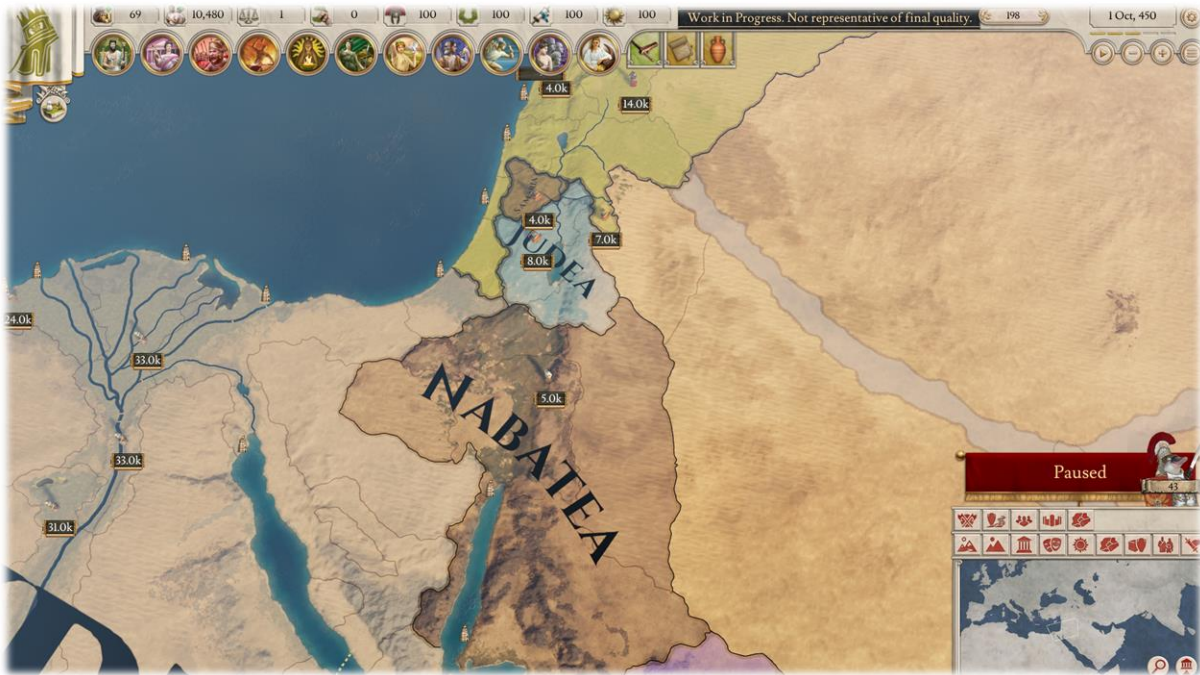 69
10,480
1
0
100
100
100
100
Work in Progress. Not representative of final quality.
198
1 Oct, 450
4.0k
14.0k
4.0k
7.0k
JUDEA
8.0k
24.0k
33.0k
5.0k
NABATEA
33.0k
Paused
43
31.0k